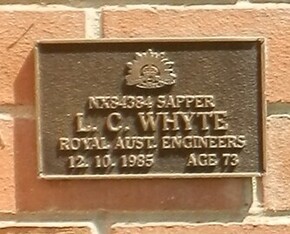 NX84384 SAPPER
L. C. WHYTE
ROYAL AUST. ENGINEERS
12. 10. 1985 AGE 73